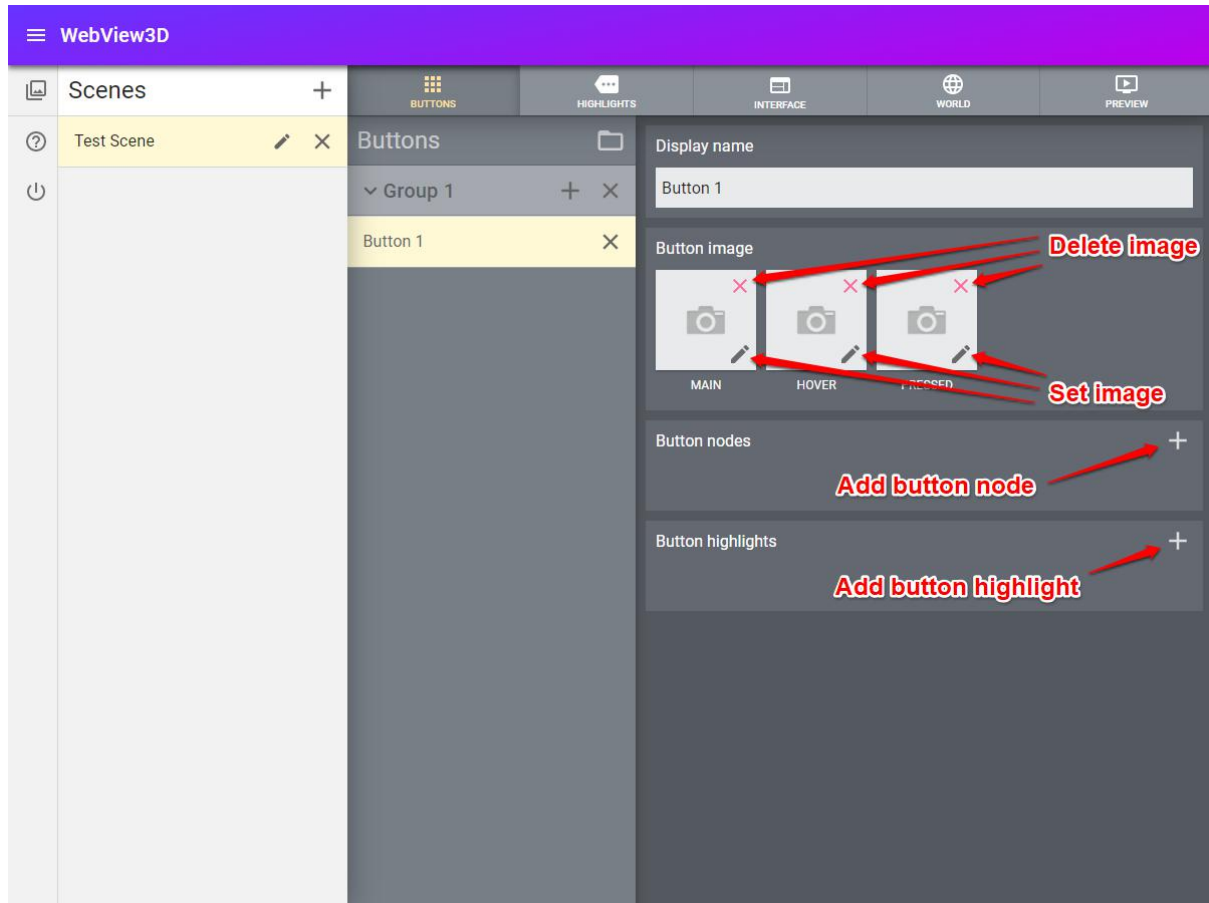 WebView3D
Scenes
BUTTONS
HIGHLIGHTS
INTERFACE
WORLD
PREVIEW
Test Scene
Buttons
Display name
Group 1
Button 1
Button 1
Button image
Delete image
MAIN
HOVER
PRESSED
Set image
Button nodes
Add button node
Button highlights
Add button highlight